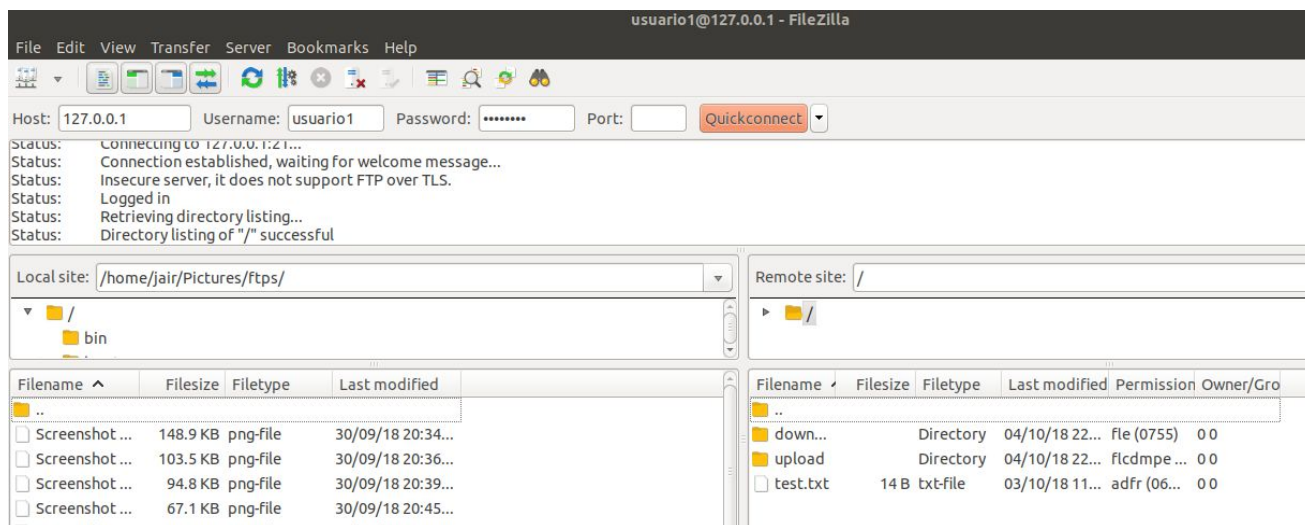 usuario1@127.0.0.1 - FileZilla
File Edit View Transfer Server Bookmarks Help
Host: 127.0.0.1 Username: usuario1 Password: •••••••• Port: Quickconnect
Status: Connecting to 127.0.0.1:21...
Status: Connection established, waiting for welcome message...
Status: Insecure server, it does not support FTP over TLS.
Status: Logged in
Status: Retrieving directory listing...
Status: Directory listing of "/" successful
Local site: /home/jair/Pictures/ftps/
/
bin
Remote site: /
/
Filename Filesize Filetype Last modified
..
Screenshot ... 148.9 KB png-file 30/09/18 20:34...
Screenshot ... 103.5 KB png-file 30/09/18 20:36...
Screenshot ... 94.8 KB png-file 30/09/18 20:39...
Screenshot ... 67.1 KB png-file 30/09/18 20:45...
Filename Filesize Filetype Last modified Permission Owner/Gro
..
down... Directory 04/10/18 22... fle (0755) 0 0
upload Directory 04/10/18 22... flcdmpe ... 0 0
test.txt 14 B txt-file 03/10/18 11... adfr (06... 0 0